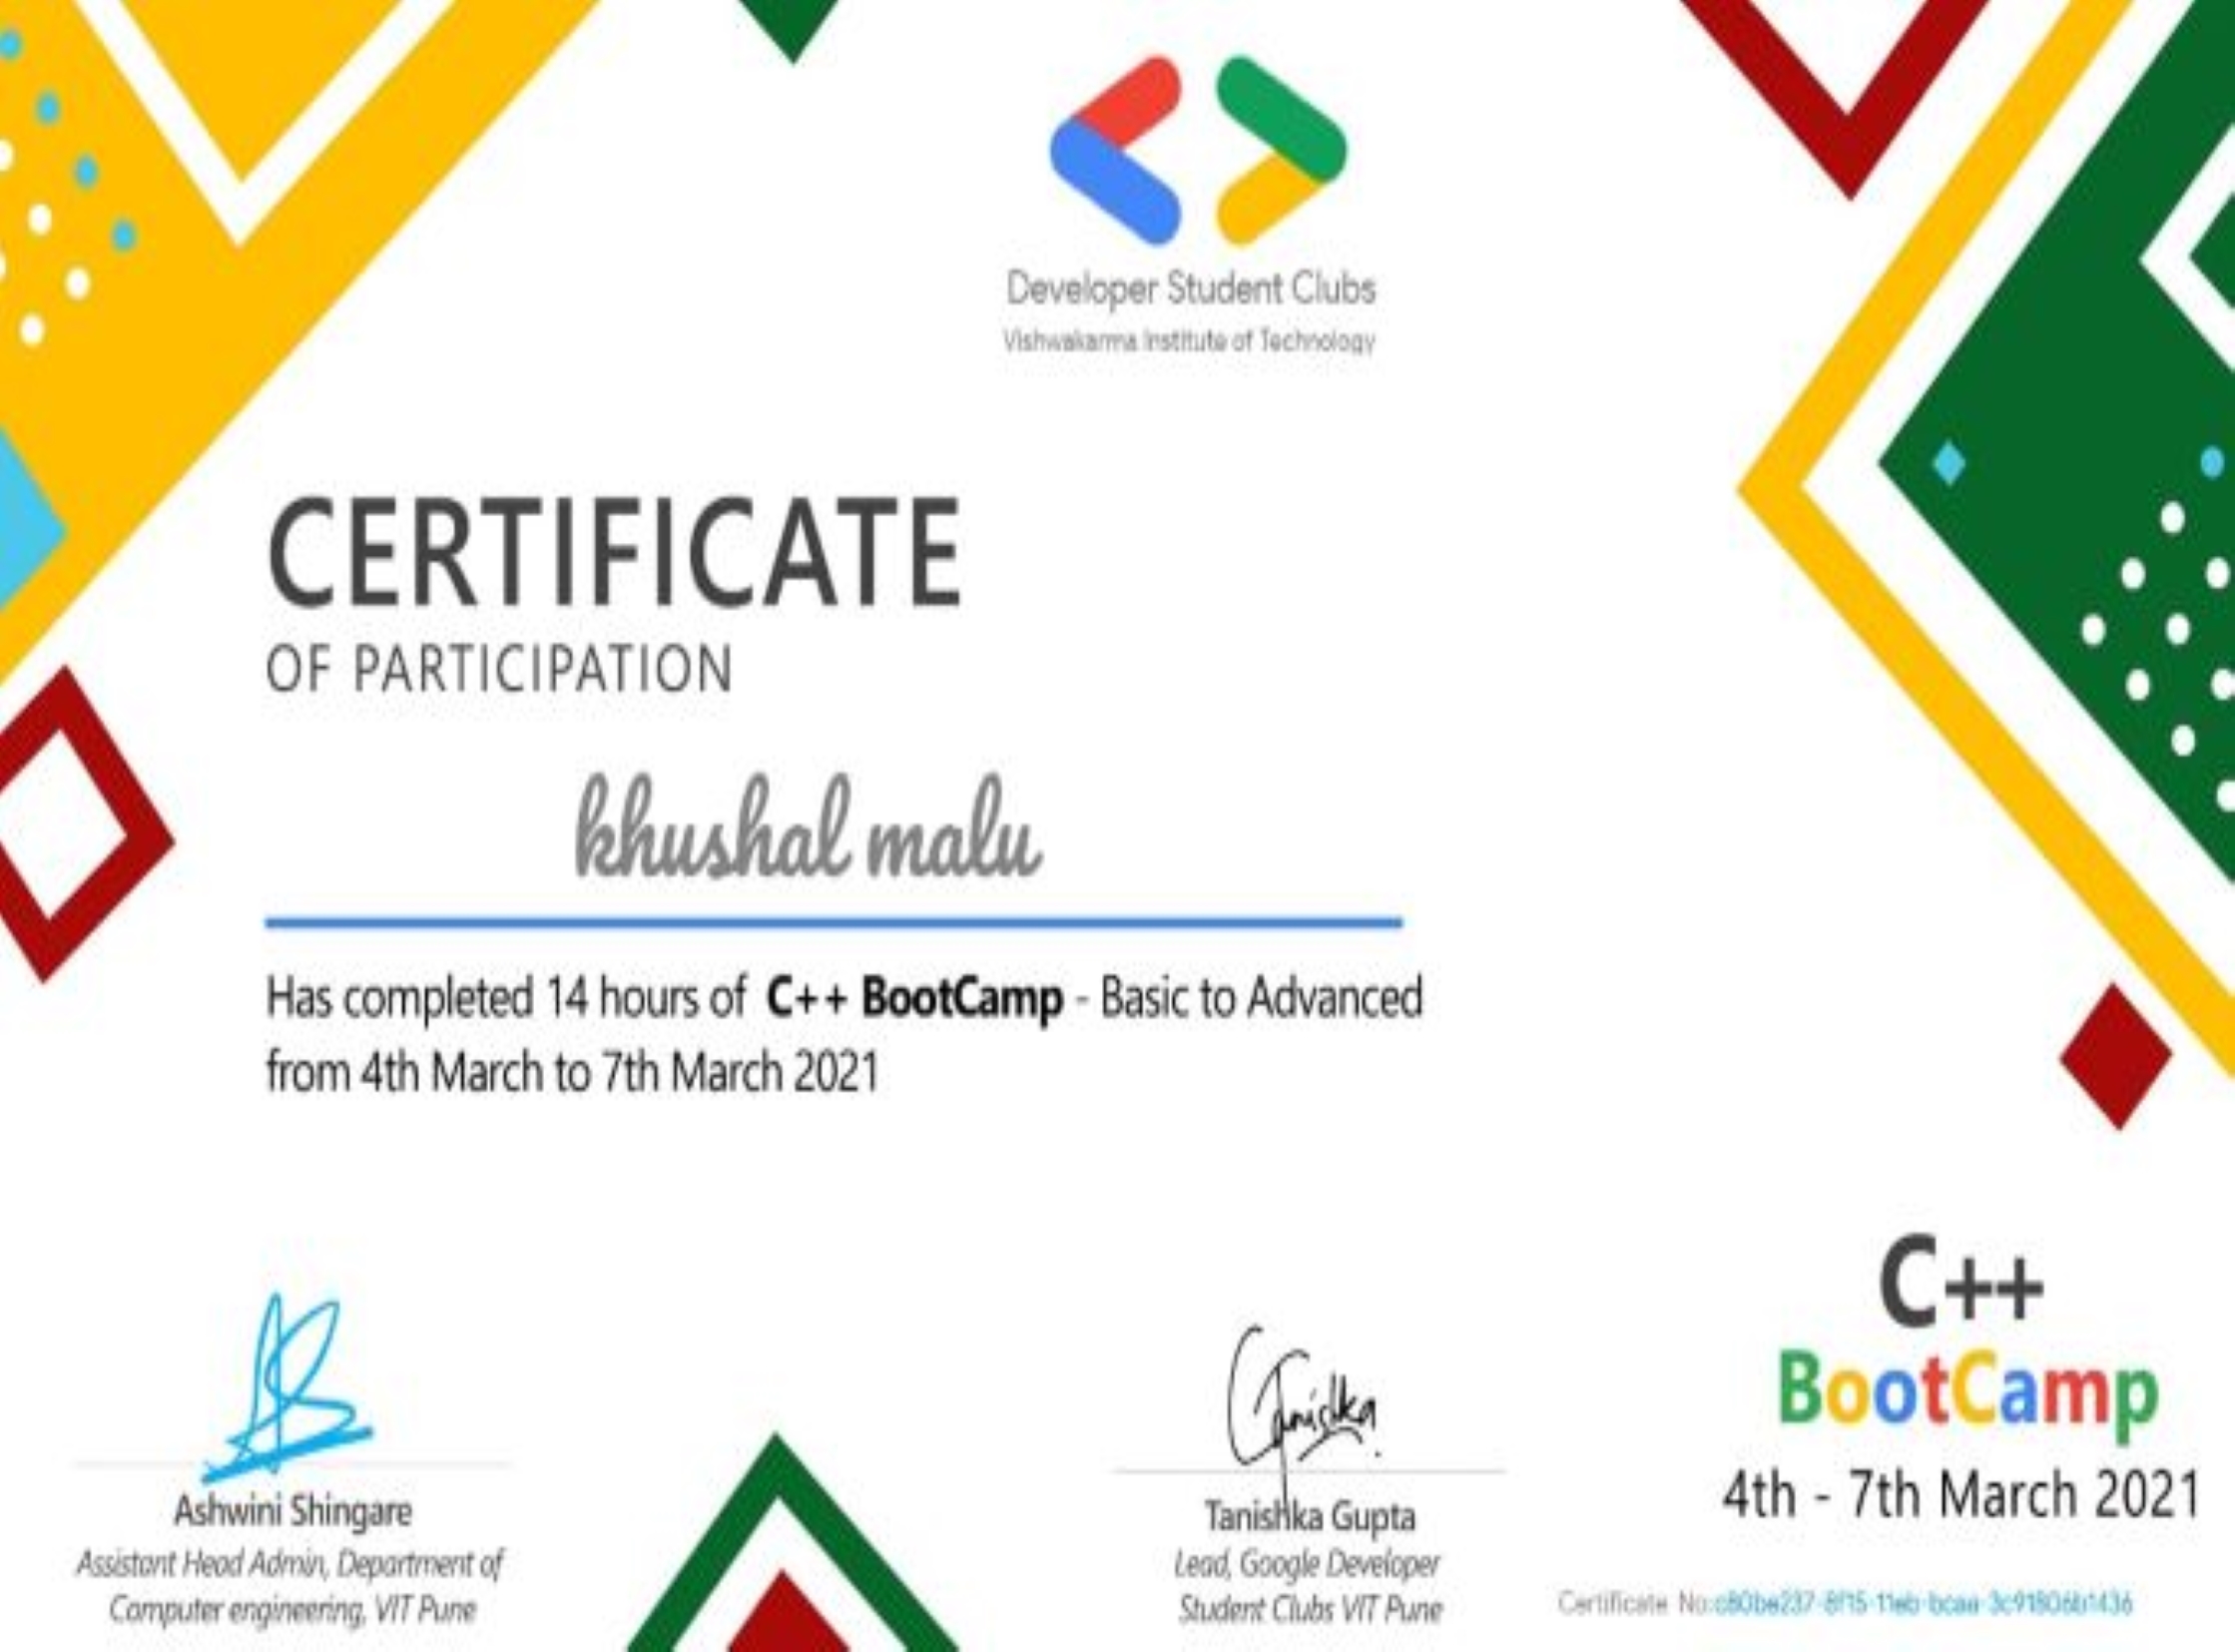 Developer Student Clubs
Vishwakarma Institute of Technology
CERTIFICATE
OF PARTICIPATION
khushal malu
Has completed 14 hours of C++ BootCamp - Basic to Advanced
from 4th March to 7th March 2021
Tanishka
Ashwini Shingare
Assistant Head Admin, Department of
Computer engineering, VIT Pune
Tanishka Gupta
Lead, Google Developer
Student Clubs VIT Pune
C++
BootCamp
4th - 7th March 2021
Certificate No:c80be237-8f15-11eb-bcaa-3c91806b1436